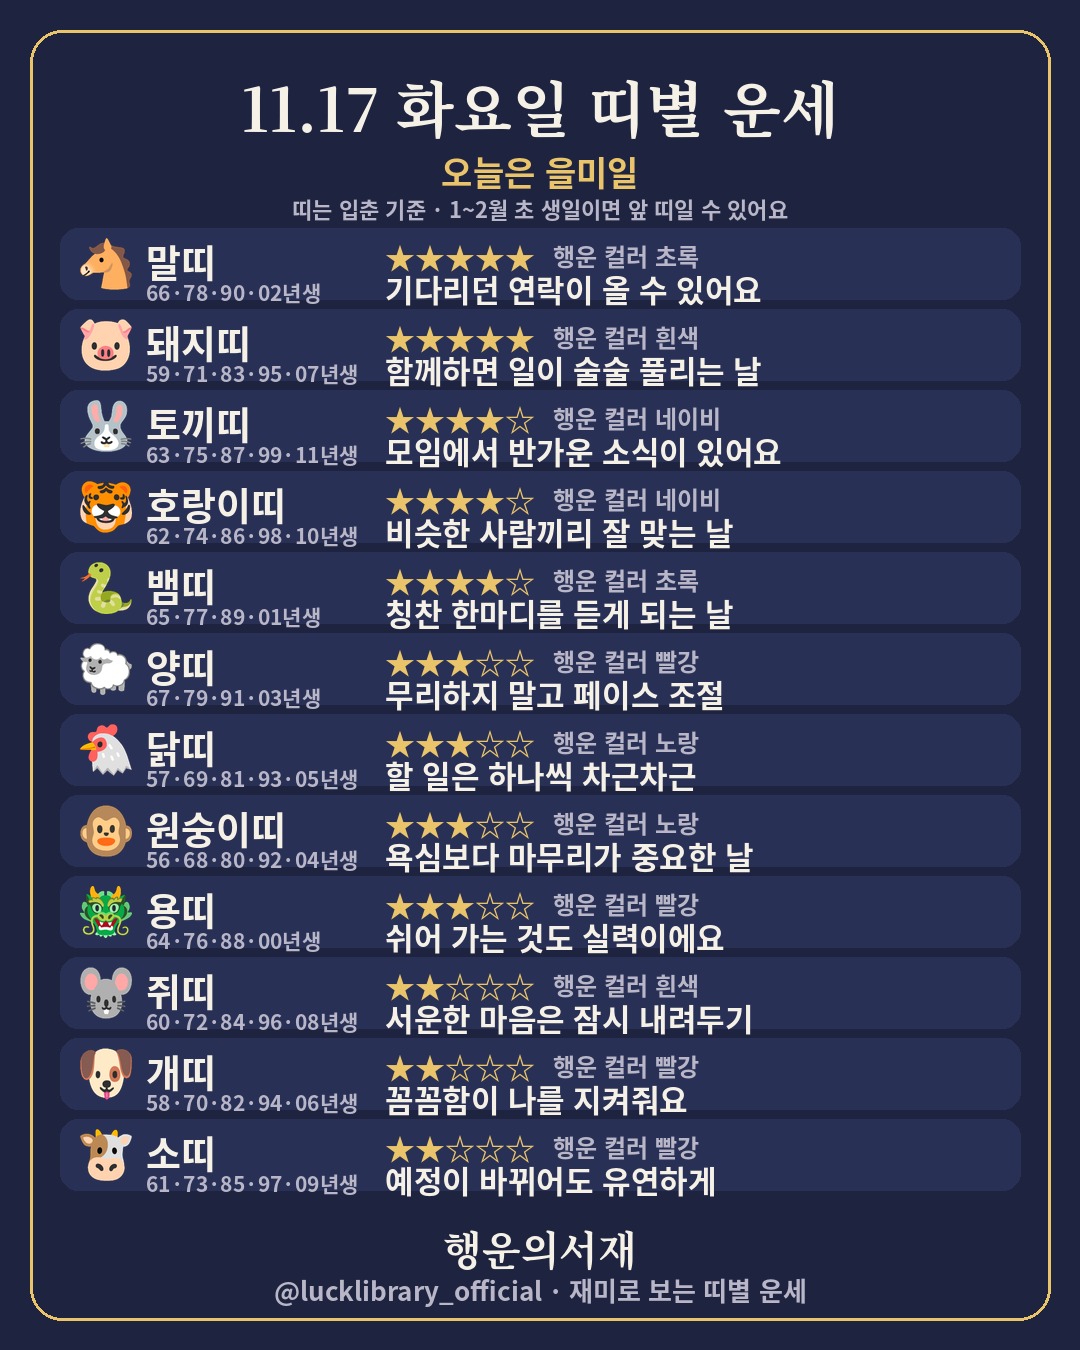 11.17 화요일 띠별 운세
오늘은 을미일
띠는 입춘 기준 · 1~2월 초 생일이면 앞 띠일 수 있어요
말띠
66·78·90·02년생
★★★★★ 행운 컬러 초록
기다리던 연락이 올 수 있어요
돼지띠
59·71·83·95·07년생
★★★★★ 행운 컬러 흰색
함께하면 일이 술술 풀리는 날
토끼띠
63·75·87·99·11년생
★★★★☆ 행운 컬러 네이비
모임에서 반가운 소식이 있어요
호랑이띠
62·74·86·98·10년생
★★★★☆ 행운 컬러 네이비
비슷한 사람끼리 잘 맞는 날
뱀띠
65·77·89·01년생
★★★★☆ 행운 컬러 초록
칭찬 한마디를 듣게 되는 날
양띠
67·79·91·03년생
★★★☆☆ 행운 컬러 빨강
무리하지 말고 페이스 조절
닭띠
57·69·81·93·05년생
★★★☆☆ 행운 컬러 노랑
할 일은 하나씩 차근차근
원숭이띠
56·68·80·92·04년생
★★★☆☆ 행운 컬러 노랑
욕심보다 마무리가 중요한 날
용띠
64·76·88·00년생
★★★☆☆ 행운 컬러 빨강
쉬어 가는 것도 실력이에요
쥐띠
60·72·84·96·08년생
★★☆☆☆ 행운 컬러 흰색
서운한 마음은 잠시 내려두기
개띠
58·70·82·94·06년생
★★☆☆☆ 행운 컬러 빨강
꼼꼼함이 나를 지켜줘요
소띠
61·73·85·97·09년생
★★☆☆☆ 행운 컬러 빨강
예정이 바뀌어도 유연하게
행운의서재
@lucklibrary_official · 재미로 보는 띠별 운세